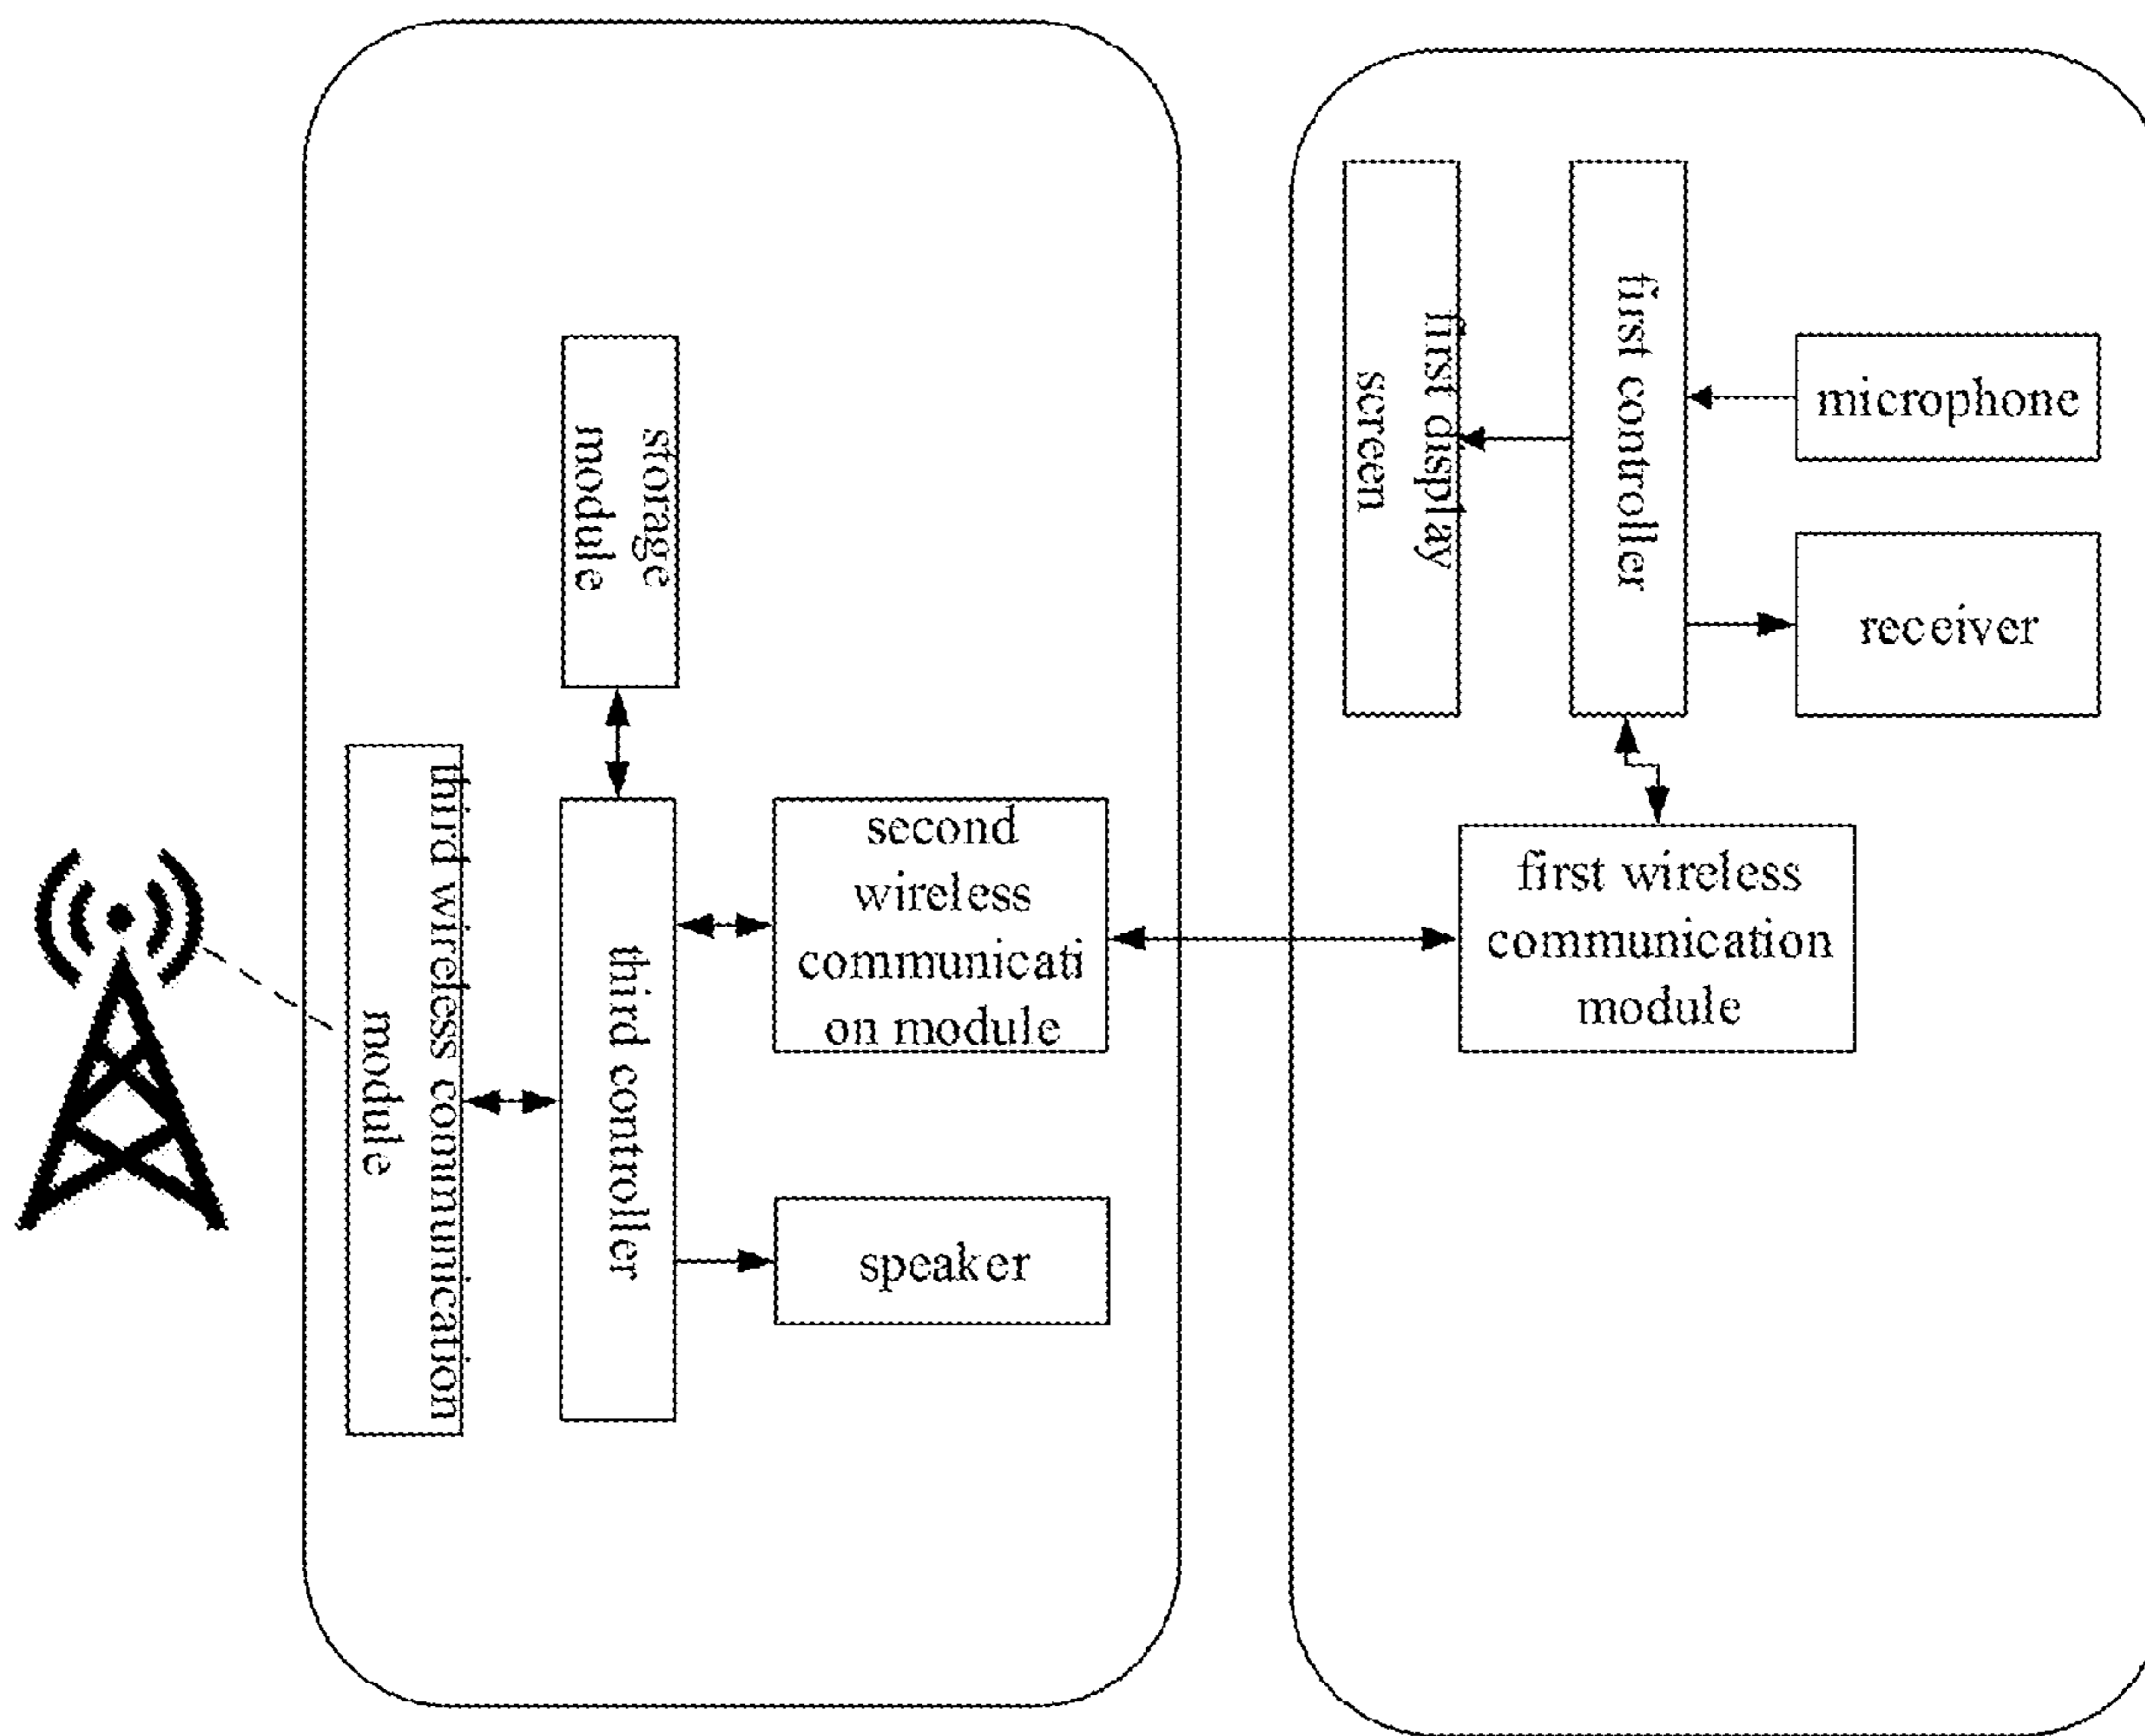 storage
module
third wireless communication
module
third controller
second
wireless
communicati
on module
speaker
first display
screen
first controller
microphone
receiver
first wireless
communication
module